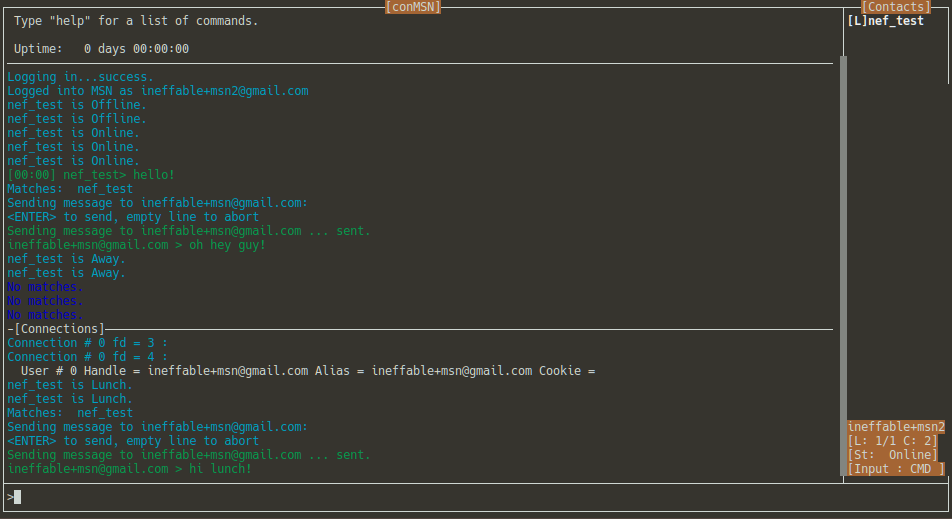 [conMSN]
Type "help" for a list of commands.
Uptime:   0 days 00:00:00
Logging in...success.
Logged into MSN as ineffable+msn2@gmail.com
nef_test is Offline.
nef_test is Offline.
nef_test is Online.
nef_test is Online.
nef_test is Online.
[00:00] nef_test> hello!
Matches:  nef_test
Sending message to ineffable+msn@gmail.com:
<ENTER> to send, empty line to abort
Sending message to ineffable+msn@gmail.com ... sent.
ineffable+msn@gmail.com > oh hey guy!
nef_test is Away.
nef_test is Away.
No matches.
No matches.
No matches.
-[Connections]
Connection # 0 fd = 3 :
Connection # 0 fd = 4 :
User # 0 Handle = ineffable+msn@gmail.com Alias = ineffable+msn@gmail.com Cookie =
nef_test is Lunch.
nef_test is Lunch.
Matches:  nef_test
Sending message to ineffable+msn@gmail.com:
<ENTER> to send, empty line to abort
Sending message to ineffable+msn@gmail.com ... sent.
ineffable+msn@gmail.com > hi lunch!
>
[Contacts]
[L]nef_test
ineffable+msn2
[L: 1/1 C: 2]
[St:  Online]
[Input : CMD ]